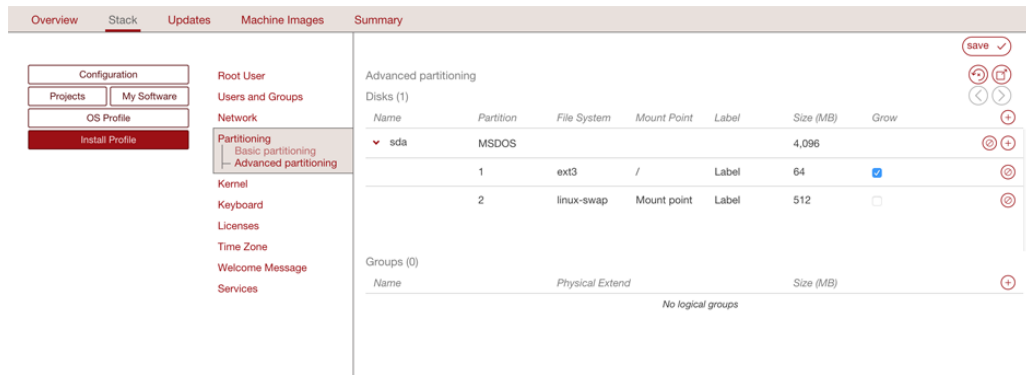 Overview Stack Updates Machine Images Summary
save
Configuration
Projects My Software
OS Profile
Install Profile
Root User
Users and Groups
Network
Partitioning
Basic partitioning
Advanced partitioning
Kernel
Keyboard
Licenses
Time Zone
Welcome Message
Services
Advanced partitioning
Disks (1)
Name Partition File System Mount Point Label Size (MB) Grow
sda MSDOS 4,096
1 ext3 / Label 64
2 linux-swap Mount point Label 512
Groups (0)
Name Physical Extend Size (MB)
No logical groups